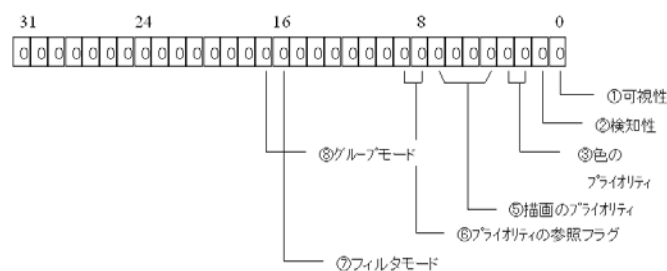 31 24 16 8 0
0 0 0 0 0 0 0 0 0 0 0 0 0 0 0 0 0 0 0 0 0 0 0 0 0 0 0 0 0 0 0 0
①可視性
②検知性
⑧グループモード
③色の
プライオリティ
⑤描画のプライオリティ
⑥プライオリティの参照フラグ
⑦フィルタモード